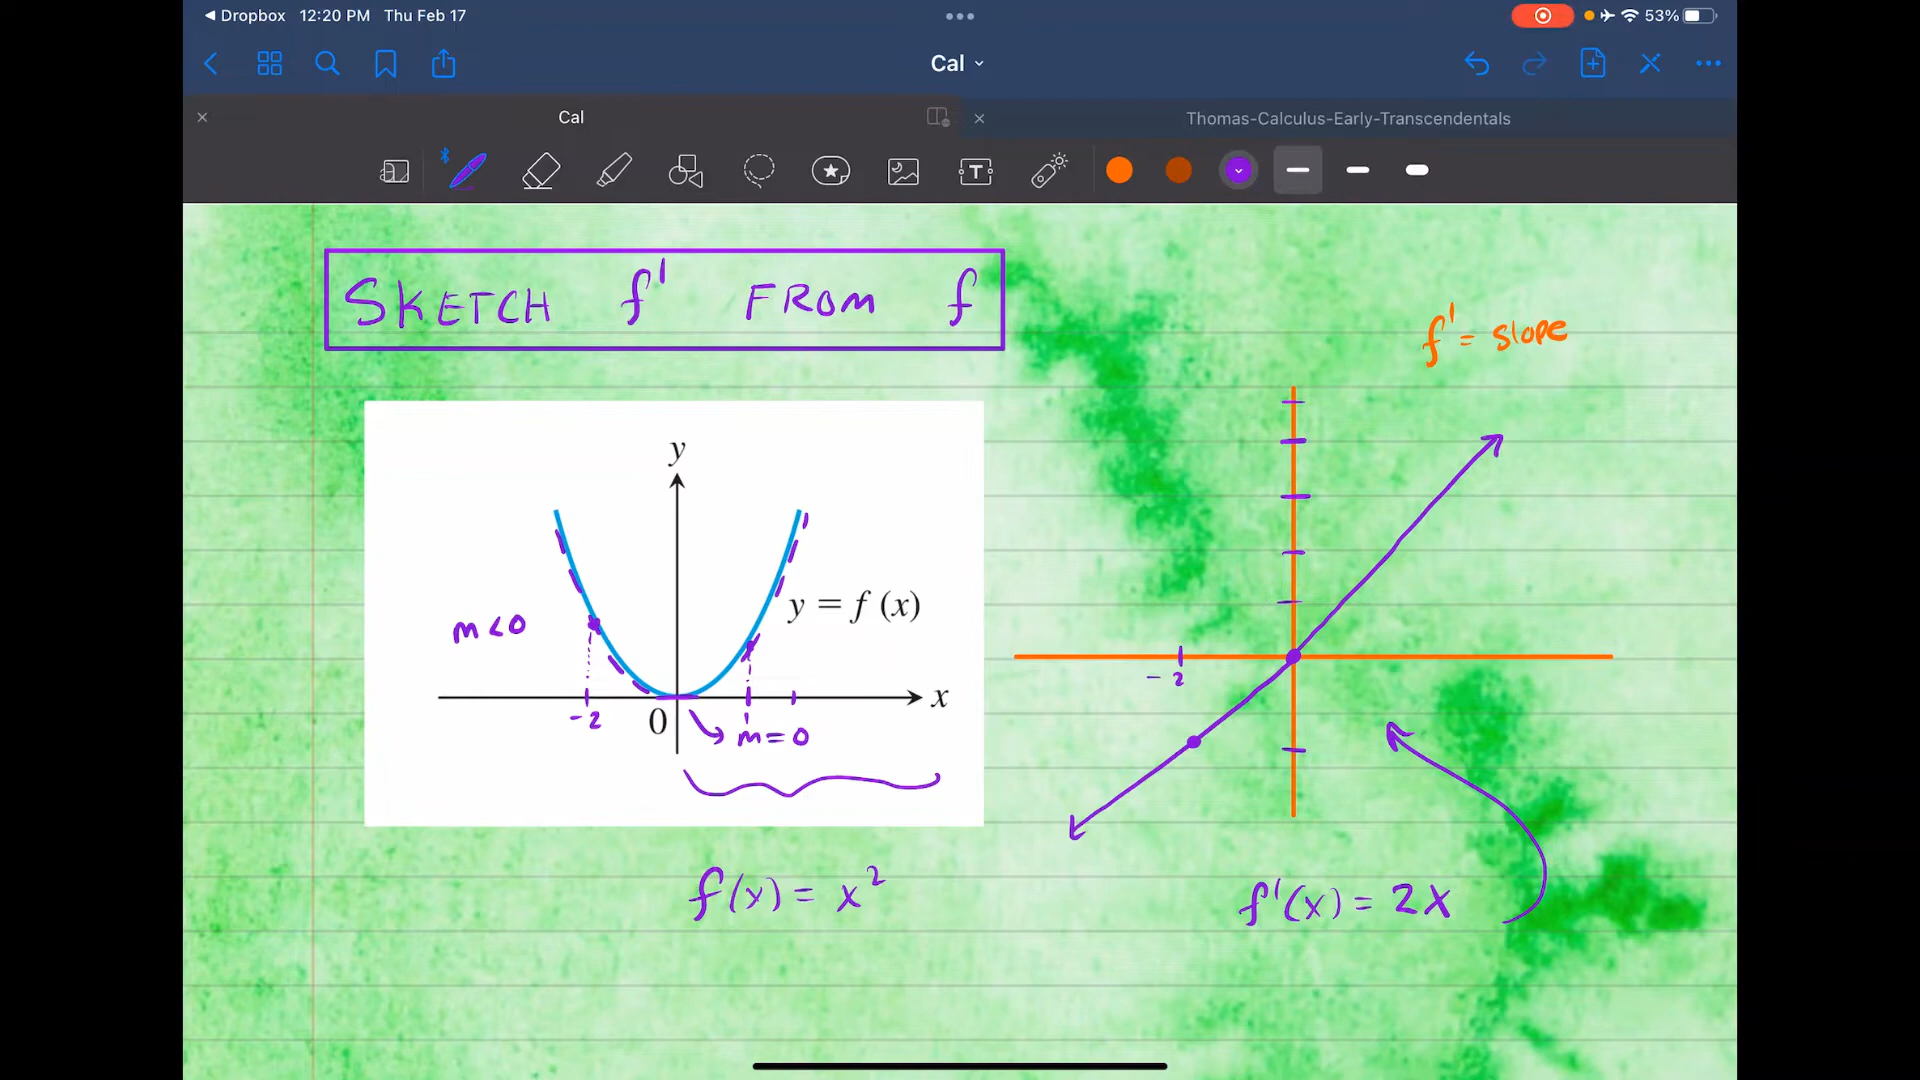 Dropbox 12:20 PM Thu Feb 17
53%
Cal
Cal
Thomas-Calculus-Early-Transcendentals
T
SKETCH f' FROM f
f' = slope
y
y = f (x)
m < 0
-2
0
x
m = 0
-2
f(x) = x²
f'(x) = 2x